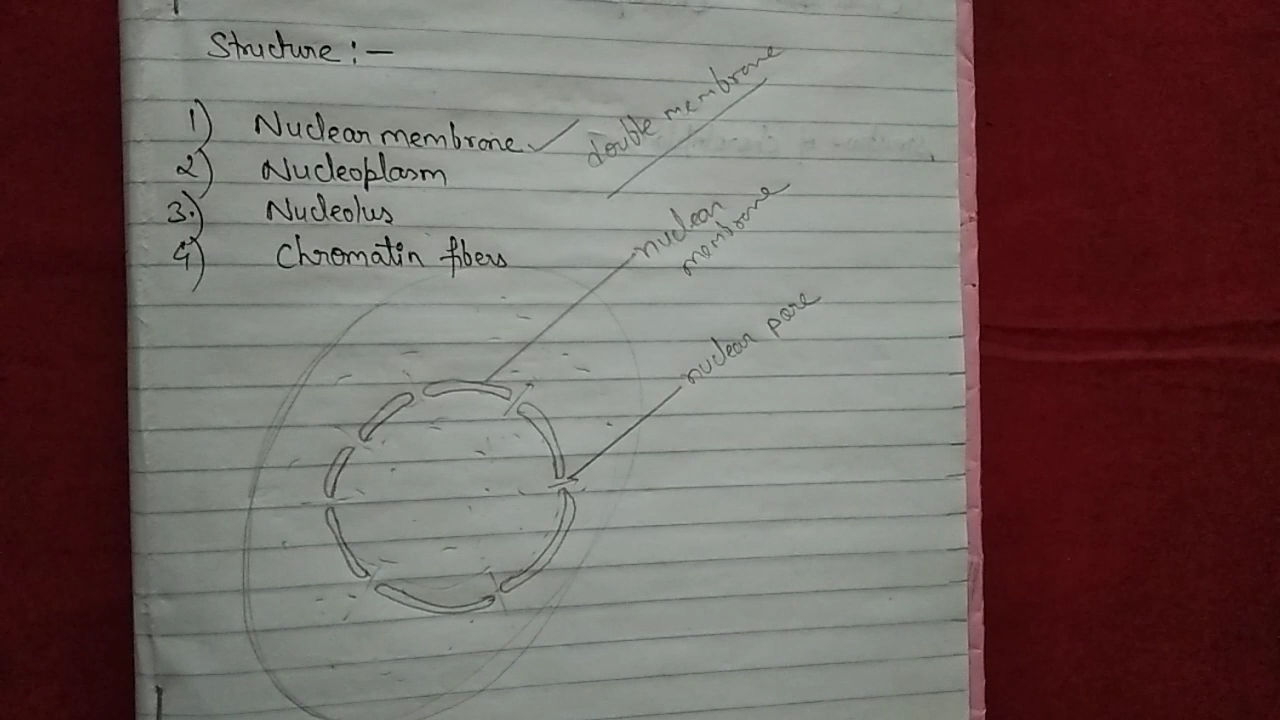 Structure :-
1) Nuclear membrane ✓
double membrane
2) Nucleoplasm
3.) Nucleolus
4) Chromatin fibers
nuclear
membrane
nuclear pore